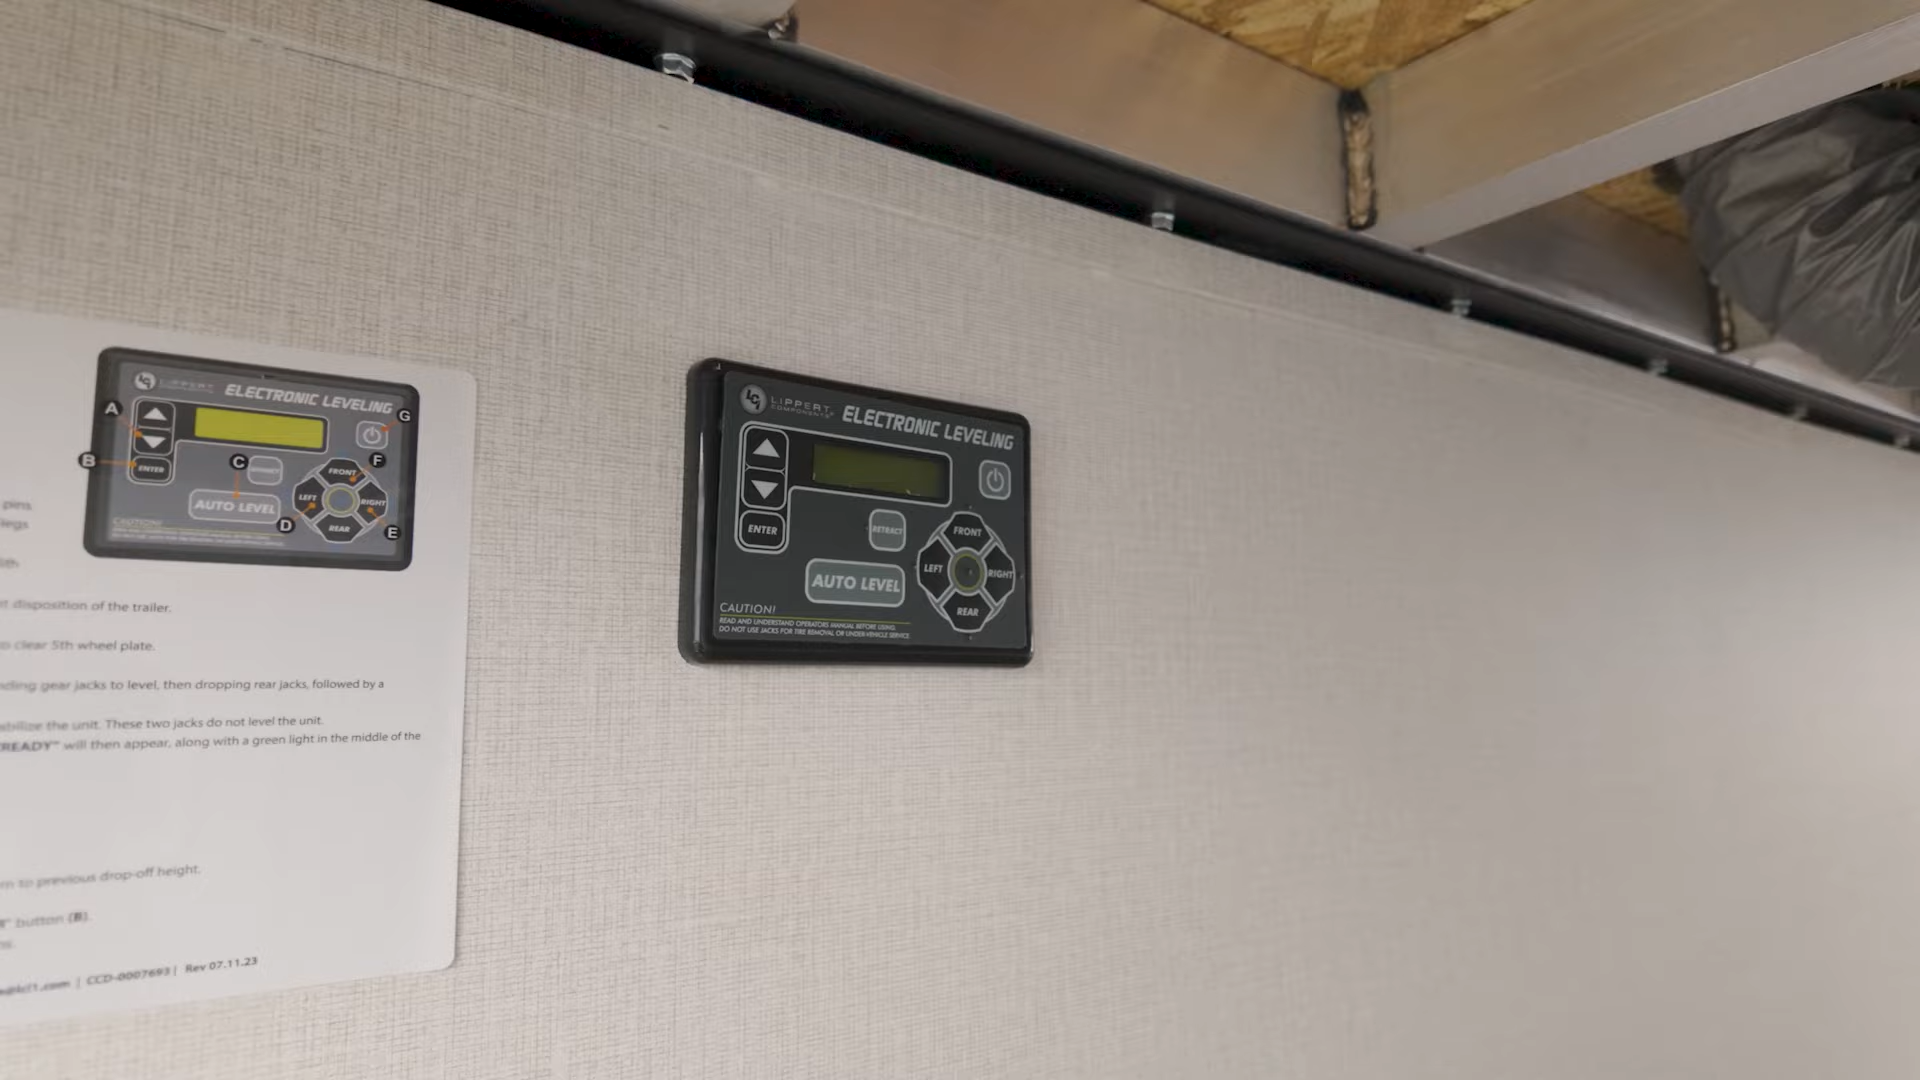 LCI LIPPERT ELECTRONIC LEVELING
A
G
B
ENTER
C
F
FRONT
LEFT
RIGHT
AUTO LEVEL
D
REAR
E
CAUTION!
pins
legs
disposition of the trailer.
to clear 5th wheel plate.
gear jacks to level, then dropping rear jacks, followed by a
the unit. These two jacks do not level the unit.
READY" will then appear, along with a green light in the middle of the
to previous drop-off height.
button (B).
| CCD-0007693 | Rev 07.11.23
LCI LIPPERT COMPONENTS® ELECTRONIC LEVELING
ENTER
RETRACT
FRONT
LEFT
RIGHT
AUTO LEVEL
REAR
CAUTION!
READ AND UNDERSTAND OPERATORS MANUAL BEFORE USING.
DO NOT USE JACKS FOR TIRE REMOVAL OR UNDER-VEHICLE SERVICE